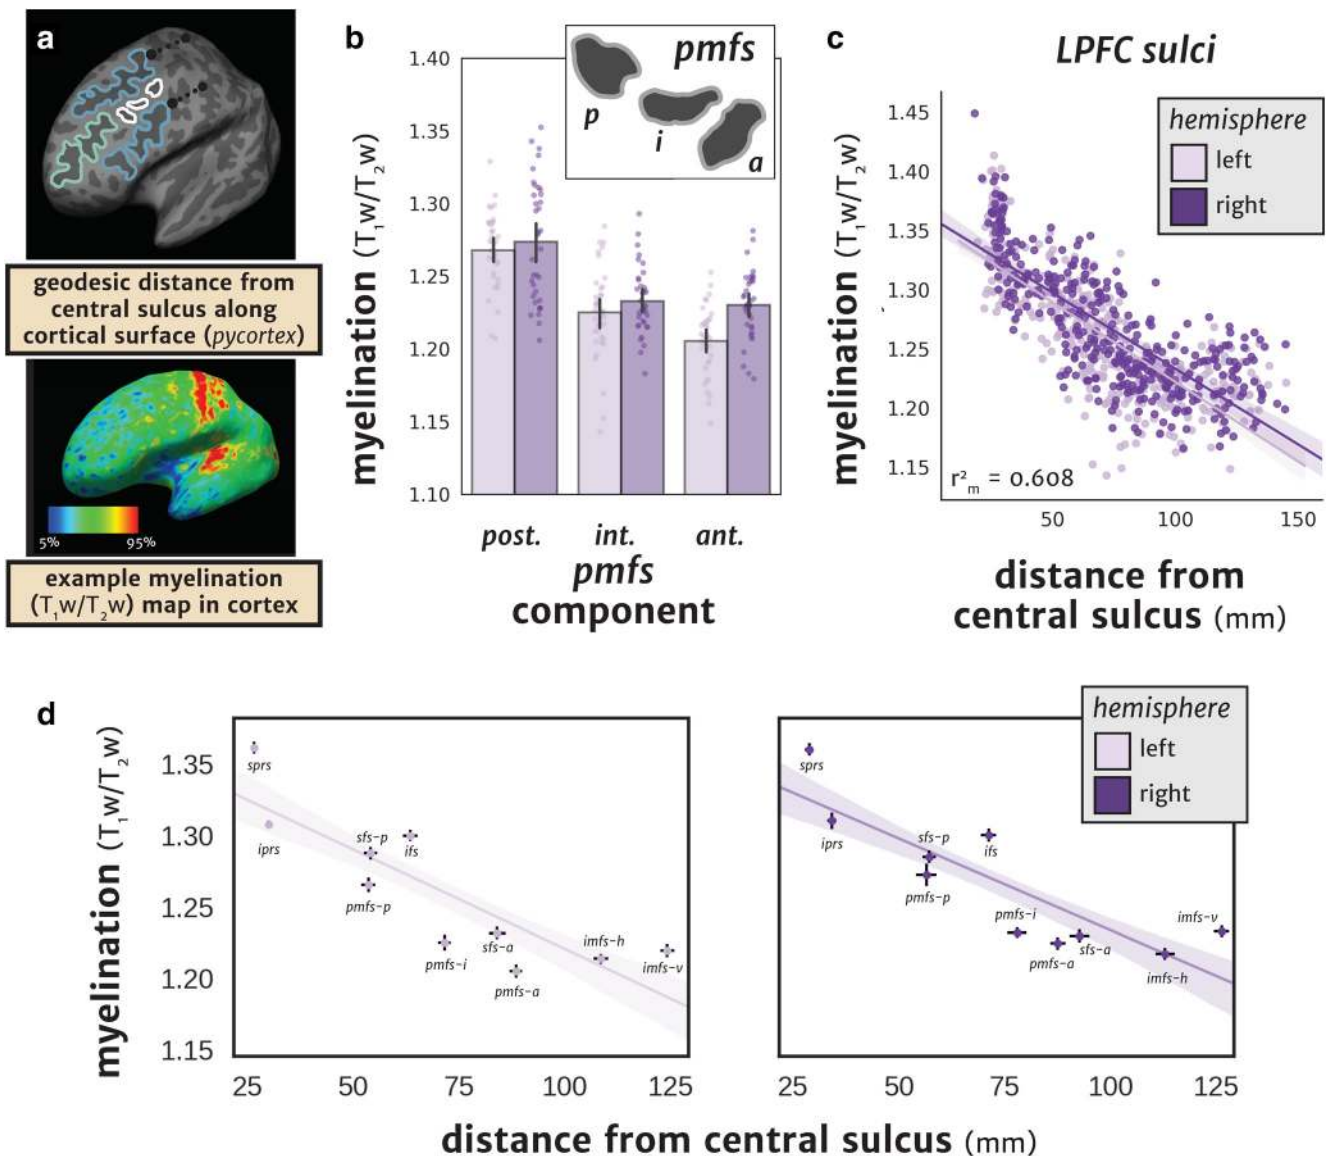 a
geodesic distance from
central sulcus along
cortical surface (pycortex)
5%
95%
example myelination
(T₁w/T₂w) map in cortex
b
pmfs
p
i
a
myelination (T₁w/T₂w)
1.40
1.35
1.30
1.25
1.20
1.15
1.10
post.
int.
ant.
pmfs
component
c
LPFC sulci
hemisphere
left
right
myelination (T₁w/T₂w)
1.45
1.40
1.35
1.30
1.25
1.20
1.15
r²ₘ = 0.608
50
100
150
distance from
central sulcus (mm)
d
hemisphere
left
right
myelination (T₁w/T₂w)
1.35
1.30
1.25
1.20
1.15
sprs
iprs
sfs-p
ifs
pmfs-p
pmfs-i
sfs-a
pmfs-a
imfs-h
imfs-v
25
50
75
100
125
sprs
iprs
sfs-p
ifs
pmfs-p
pmfs-i
pmfs-a
sfs-a
imfs-v
imfs-h
25
50
75
100
125
distance from central sulcus (mm)